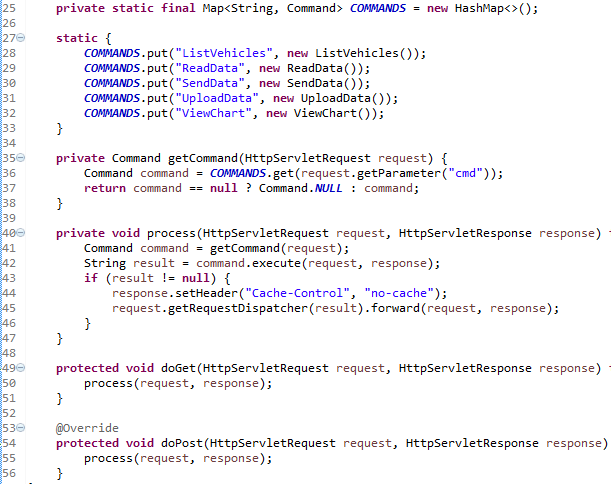 25 private static final Map<String, Command> COMMANDS = new HashMap<>();
26
27 static {
28 COMMANDS.put("ListVehicles", new ListVehicles());
29 COMMANDS.put("ReadData", new ReadData());
30 COMMANDS.put("SendData", new SendData());
31 COMMANDS.put("UploadData", new UploadData());
32 COMMANDS.put("ViewChart", new ViewChart());
33 }
34
35 private Command getCommand(HttpServletRequest request) {
36 Command command = COMMANDS.get(request.getParameter("cmd"));
37 return command == null ? Command.NULL : command;
38 }
39
40 private void process(HttpServletRequest request, HttpServletResponse response)
41 Command command = getCommand(request);
42 String result = command.execute(request, response);
43 if (result != null) {
44 response.setHeader("Cache-Control", "no-cache");
45 request.getRequestDispatcher(result).forward(request, response);
46 }
47 }
48
49 protected void doGet(HttpServletRequest request, HttpServletResponse response)
50 process(request, response);
51 }
52
53 @Override
54 protected void doPost(HttpServletRequest request, HttpServletResponse response)
55 process(request, response);
56 }